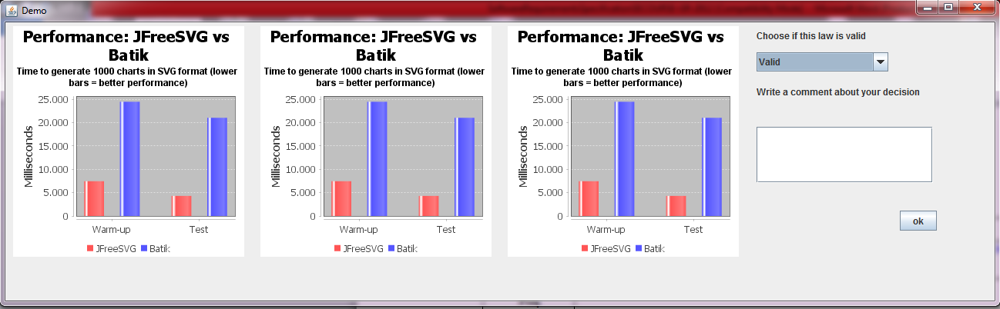 Demo
Performance: JFreeSVG vs
Batik
Time to generate 1000 charts in SVG format (lower
bars = better performance)
Milliseconds
25.000
20.000
15.000
10.000
5.000
0
Warm-up Test
JFreeSVG Batik
Performance: JFreeSVG vs
Batik
Time to generate 1000 charts in SVG format (lower
bars = better performance)
Milliseconds
25.000
20.000
15.000
10.000
5.000
0
Warm-up Test
JFreeSVG Batik
Performance: JFreeSVG vs
Batik
Time to generate 1000 charts in SVG format (lower
bars = better performance)
Milliseconds
25.000
20.000
15.000
10.000
5.000
0
Warm-up Test
JFreeSVG Batik
Choose if this law is valid
Valid
Write a comment about your decision
ok